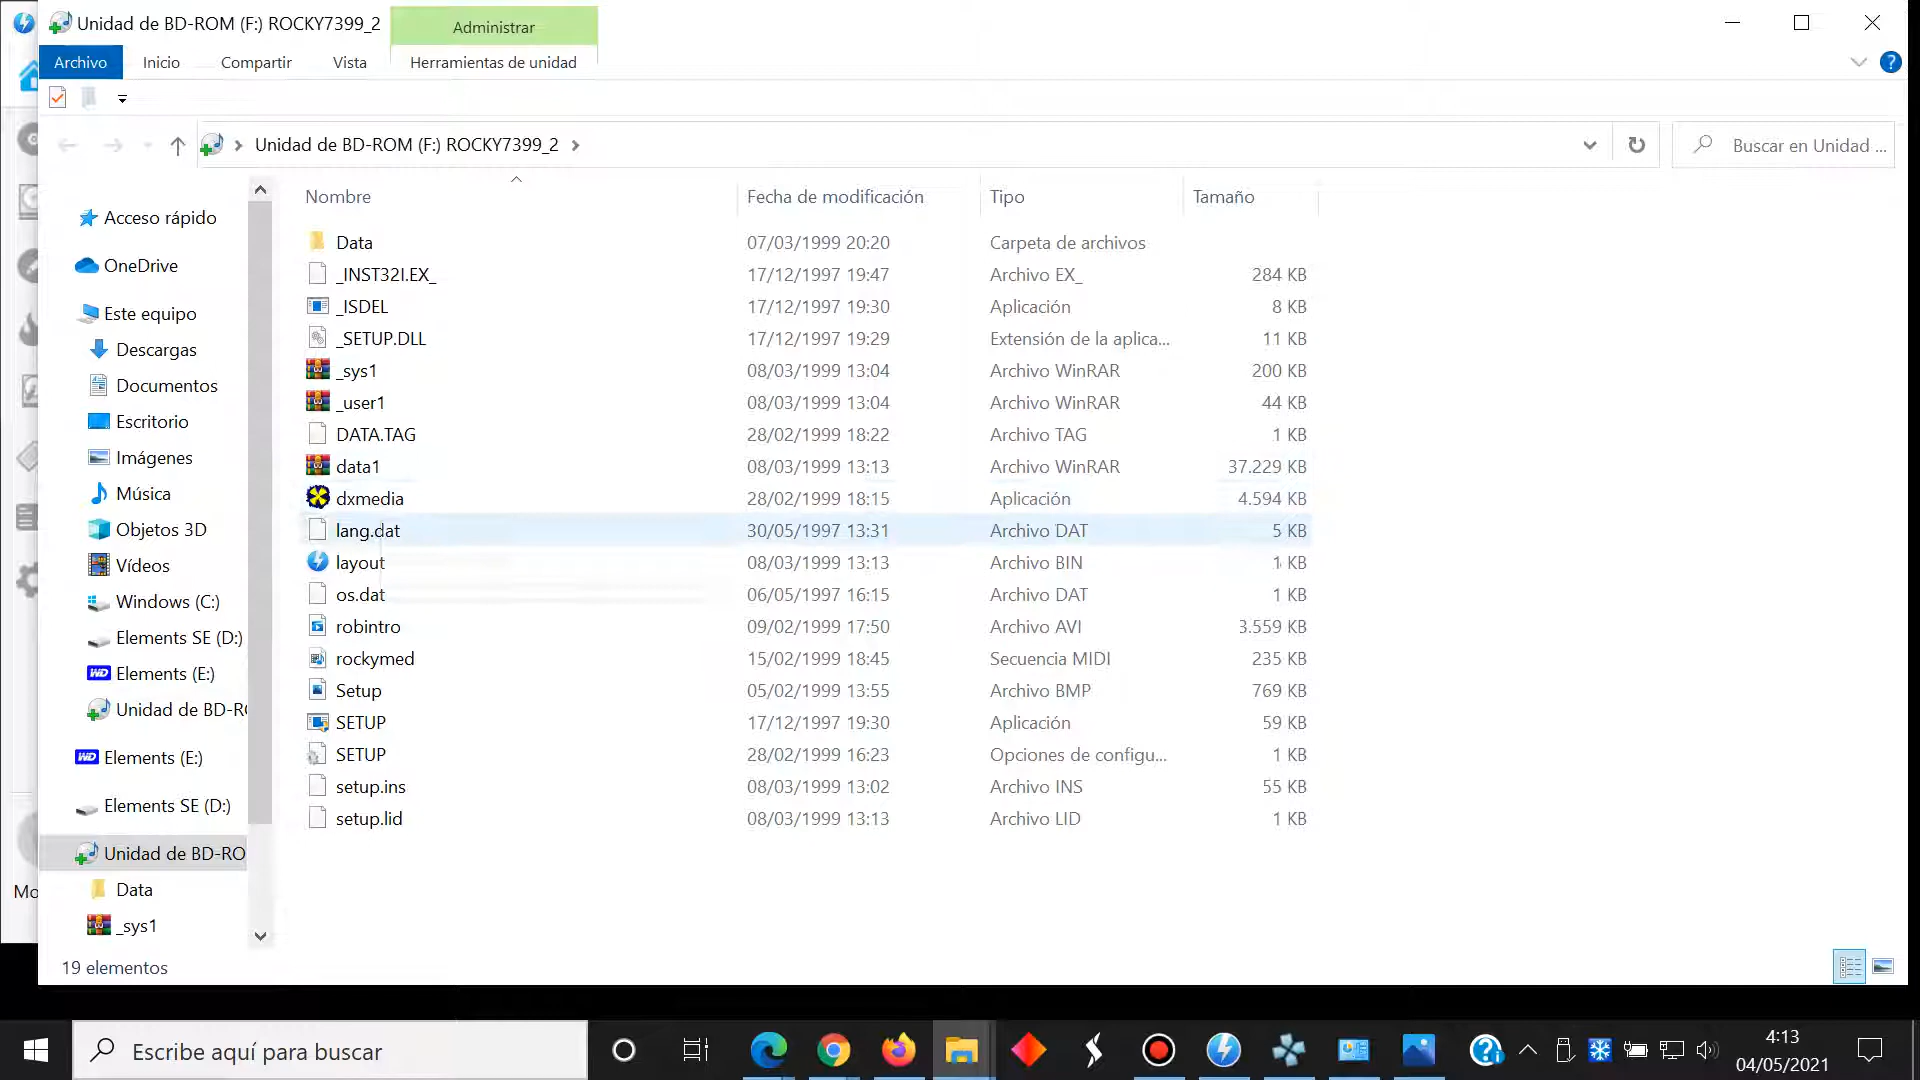 Unidad de BD-ROM (F:) ROCKY7399_2
Administrar
Archivo
Inicio
Compartir
Vista
Herramientas de unidad
Unidad de BD-ROM (F:) ROCKY7399_2
Buscar en Unidad ...
Nombre
Fecha de modificación
Tipo
Tamaño
Acceso rápido
OneDrive
Este equipo
Descargas
Documentos
Escritorio
Imágenes
Música
Objetos 3D
Vídeos
Windows (C:)
Elements SE (D:)
Elements (E:)
Unidad de BD-R
Elements (E:)
Elements SE (D:)
Unidad de BD-RO
Data
_sys1
Data 07/03/1999 20:20 Carpeta de archivos
_INST32I.EX_ 17/12/1997 19:47 Archivo EX_ 284 KB
_ISDEL 17/12/1997 19:30 Aplicación 8 KB
_SETUP.DLL 17/12/1997 19:29 Extensión de la aplica... 11 KB
_sys1 08/03/1999 13:04 Archivo WinRAR 200 KB
_user1 08/03/1999 13:04 Archivo WinRAR 44 KB
DATA.TAG 28/02/1999 18:22 Archivo TAG 1 KB
data1 08/03/1999 13:13 Archivo WinRAR 37.229 KB
dxmedia 28/02/1999 18:15 Aplicación 4.594 KB
lang.dat 30/05/1997 13:31 Archivo DAT 5 KB
layout 08/03/1999 13:13 Archivo BIN 1 KB
os.dat 06/05/1997 16:15 Archivo DAT 1 KB
robintro 09/02/1999 17:50 Archivo AVI 3.559 KB
rockymed 15/02/1999 18:45 Secuencia MIDI 235 KB
Setup 05/02/1999 13:55 Archivo BMP 769 KB
SETUP 17/12/1997 19:30 Aplicación 59 KB
SETUP 28/02/1999 16:23 Opciones de configu... 1 KB
setup.ins 08/03/1999 13:02 Archivo INS 55 KB
setup.lid 08/03/1999 13:13 Archivo LID 1 KB
Mo
19 elementos
Escribe aquí para buscar
4:13
04/05/2021